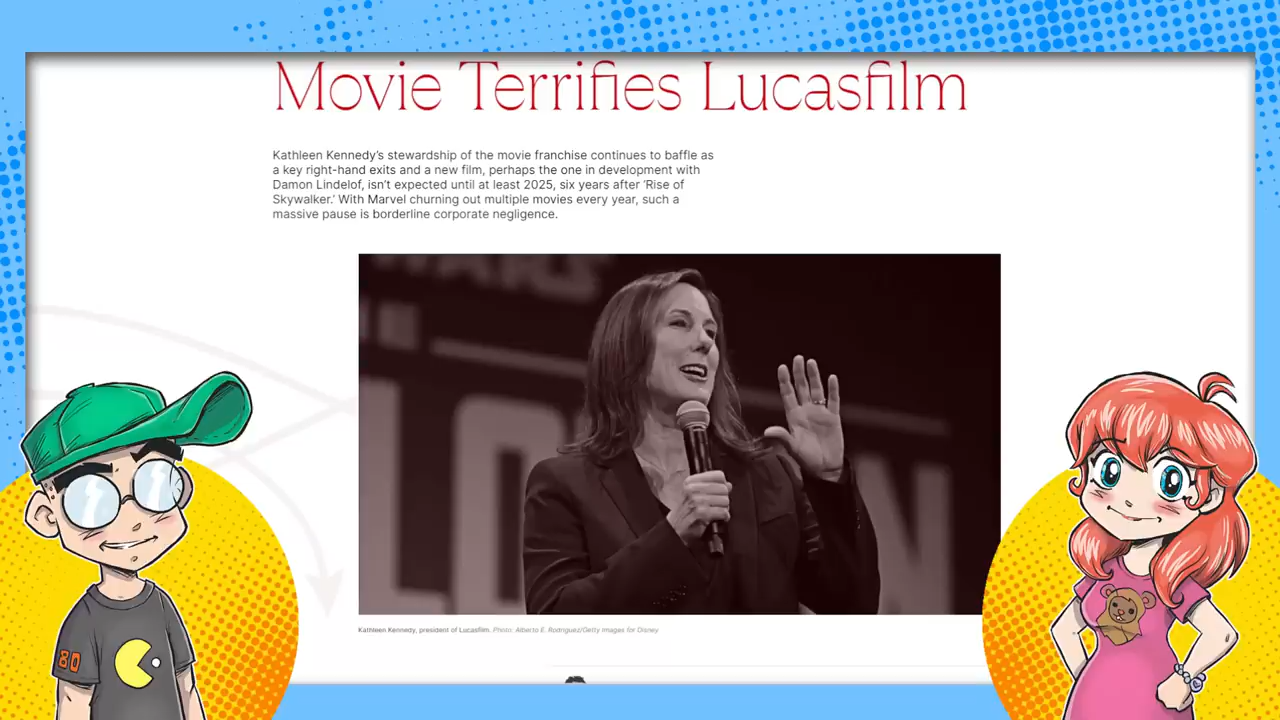 Movie Terrifies Lucasfilm
Kathleen Kennedy's stewardship of the movie franchise continues to baffle as
a key right-hand exits and a new film, perhaps the one in development with
Damon Lindelof, isn't expected until at least 2025, six years after 'Rise of
Skywalker.' With Marvel churning out multiple movies every year, such a
massive pause is borderline corporate negligence.
WARS
LO
N
Kathleen Kennedy, president of Lucasfilm. Photo: Alberto E. Rodriguez/Getty Images for Disney
80